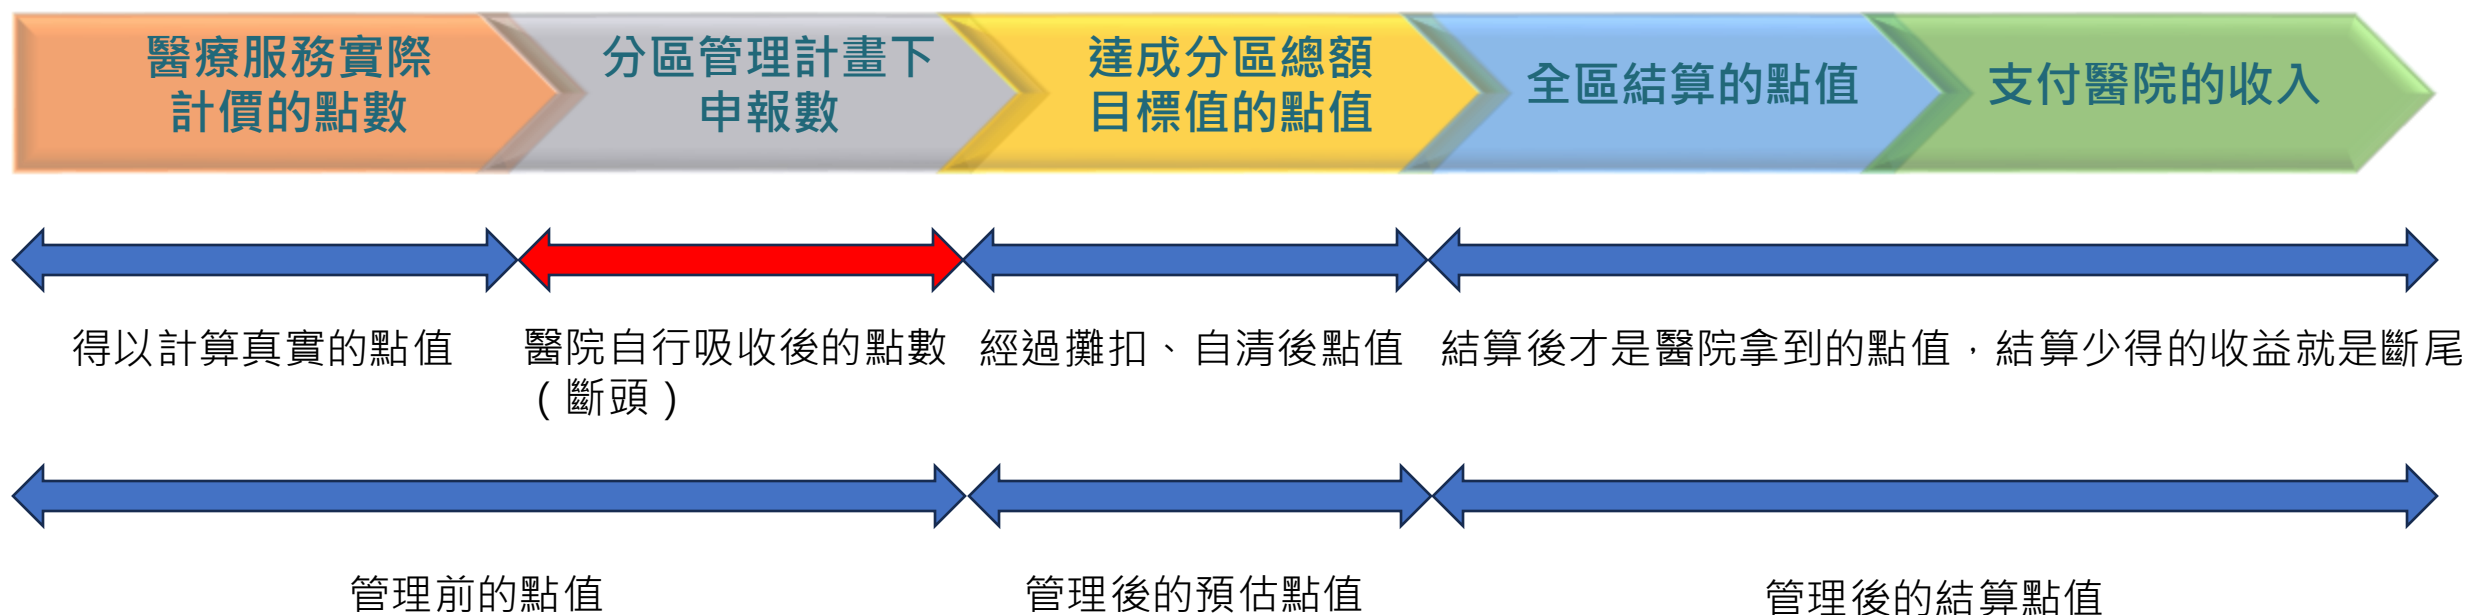 醫療服務實際
計價的點數
分區管理計畫下
申報數
達成分區總額
目標值的點值
全區結算的點值
支付醫院的收入
得以計算真實的點值
醫院自行吸收後的點數
（斷頭）
經過攤扣、自清後點值
結算後才是醫院拿到的點值，結算少得的收益就是斷尾
管理前的點值
管理後的預估點值
管理後的結算點值